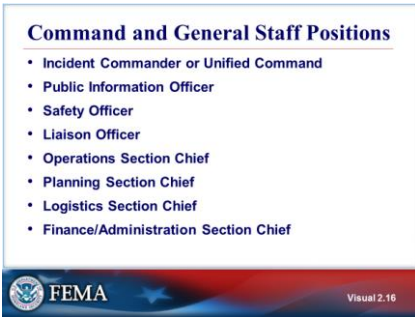 Command and General Staff Positions
• Incident Commander or Unified Command
• Public Information Officer
• Safety Officer
• Liaison Officer
• Operations Section Chief
• Planning Section Chief
• Logistics Section Chief
• Finance/Administration Section Chief
FEMA
Visual 2.16